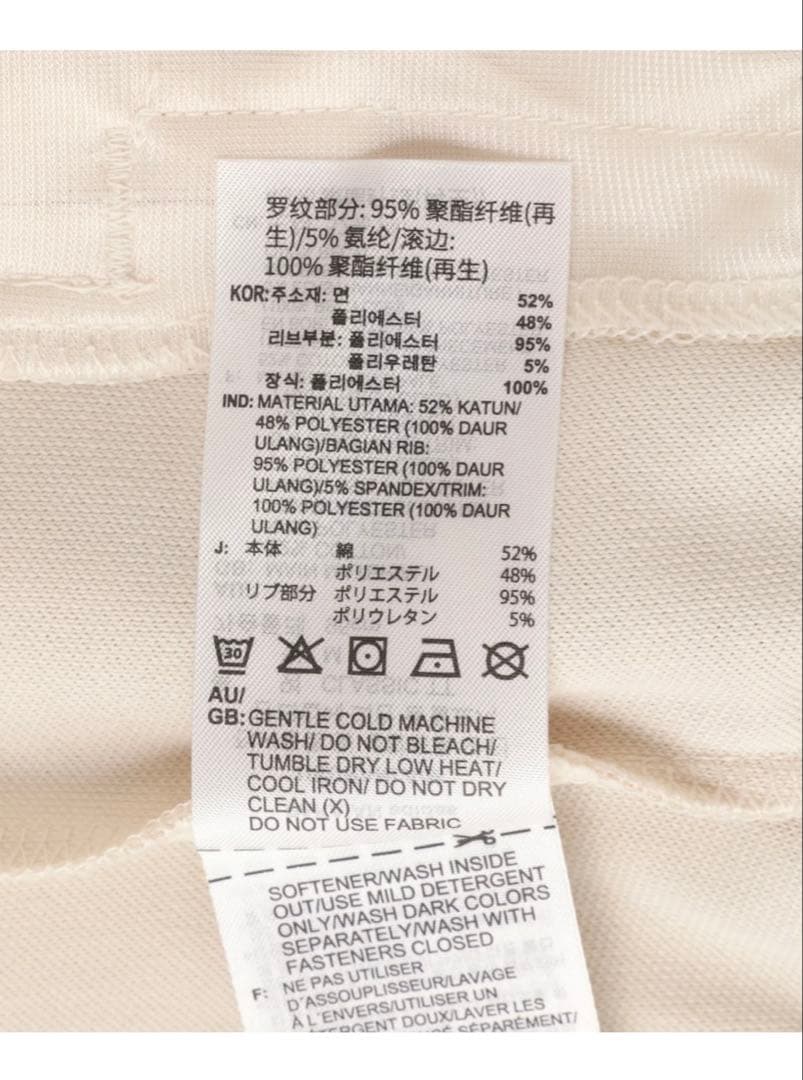 罗纹部分: 95% 聚酯纤维(再
生)/5% 氨纶/滚边:
100% 聚酯纤维(再生)
KOR:주소재: 면 52%
폴리에스터 48%
리브부분: 폴리에스터 95%
폴리우레탄 5%
장식: 폴리에스터 100%
IND: MATERIAL UTAMA: 52% KATUN/
48% POLYESTER (100% DAUR
ULANG)/BAGIAN RIB:
95% POLYESTER (100% DAUR
ULANG)/5% SPANDEX/TRIM:
100% POLYESTER (100% DAUR
ULANG)
J: 本体 綿 52%
ポリエステル 48%
リブ部分 ポリエステル 95%
ポリウレタン 5%
30
AU/
GB: GENTLE COLD MACHINE
WASH/ DO NOT BLEACH/
TUMBLE DRY LOW HEAT/
COOL IRON/ DO NOT DRY
CLEAN (X)
DO NOT USE FABRIC
SOFTENER/WASH INSIDE
OUT/USE MILD DETERGENT
ONLY/WASH DARK COLORS
SEPARATELY/WASH WITH
FASTENERS CLOSED
F: NE PAS UTILISER
D'ASSOUPLISSEUR/LAVAGE
À L'ENVERS/UTILISER UN
DÉTERGENT DOUX/LAVER LES
SÉPARÉMENT/